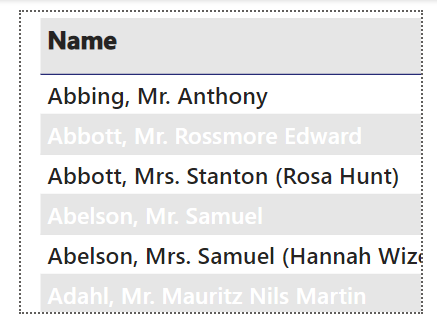 Name
Abbing, Mr. Anthony
Abbott, Mr. Rossmore Edward
Abbott, Mrs. Stanton (Rosa Hunt)
Abelson, Mr. Samuel
Abelson, Mrs. Samuel (Hannah Wize
Adahl, Mr. Mauritz Nils Martin